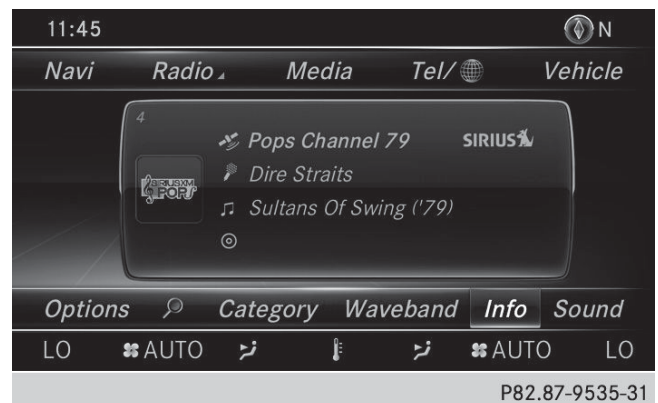 11:45 N
Navi Radio Media Tel/ Vehicle
4
Pops Channel 79 SIRIUS
SIRIUSXM POPS
Dire Straits
Sultans Of Swing ('79)
Options Category Waveband Info Sound
LO AUTO AUTO LO
P82.87-9535-31